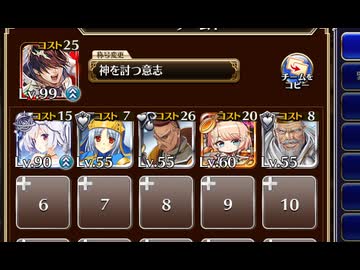 コスト25
称号変更
神を討つ意志
チームを
コピー
Lv.99
コスト15
コスト 7
コスト26
コスト20
コスト 8
Lv.90
Lv.55
Lv.55
Lv.60
Lv.55
6
7
8
9
10